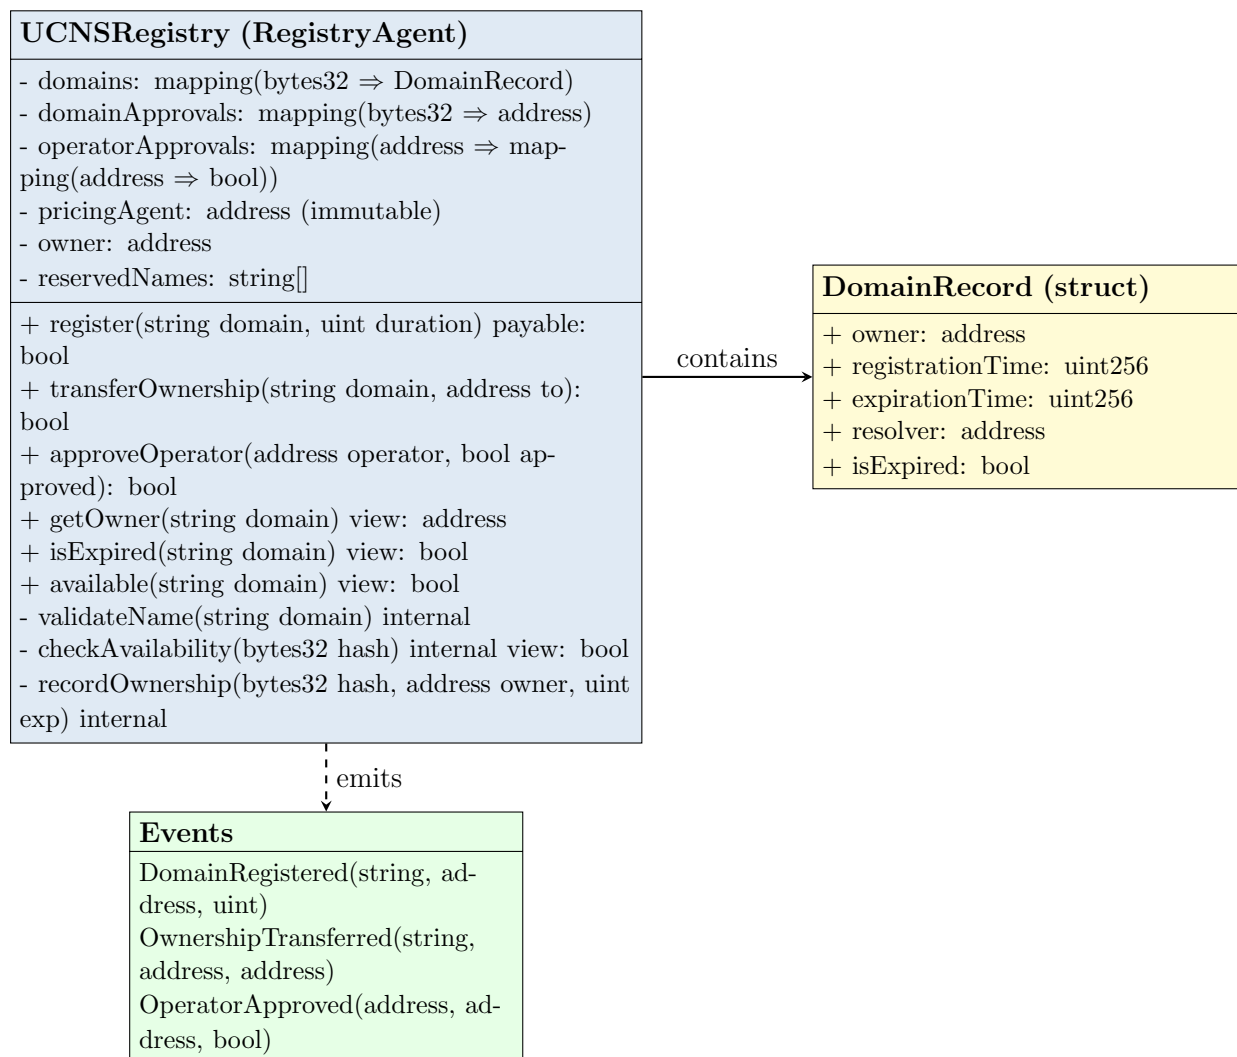 UCNSRegistry (RegistryAgent)
- domains: mapping(bytes32 ⇒ DomainRecord)
- domainApprovals: mapping(bytes32 ⇒ address)
- operatorApprovals: mapping(address ⇒ map-
ping(address ⇒ bool))
- pricingAgent: address (immutable)
- owner: address
- reservedNames: string[]
+ register(string domain, uint duration) payable:
bool
+ transferOwnership(string domain, address to):
bool
+ approveOperator(address operator, bool ap-
proved): bool
+ getOwner(string domain) view: address
+ isExpired(string domain) view: bool
+ available(string domain) view: bool
- validateName(string domain) internal
- checkAvailability(bytes32 hash) internal view: bool
- recordOwnership(bytes32 hash, address owner, uint
exp) internal
contains
DomainRecord (struct)
+ owner: address
+ registrationTime: uint256
+ expirationTime: uint256
+ resolver: address
+ isExpired: bool
emits
Events
DomainRegistered(string, ad-
dress, uint)
OwnershipTransferred(string,
address, address)
OperatorApproved(address, ad-
dress, bool)